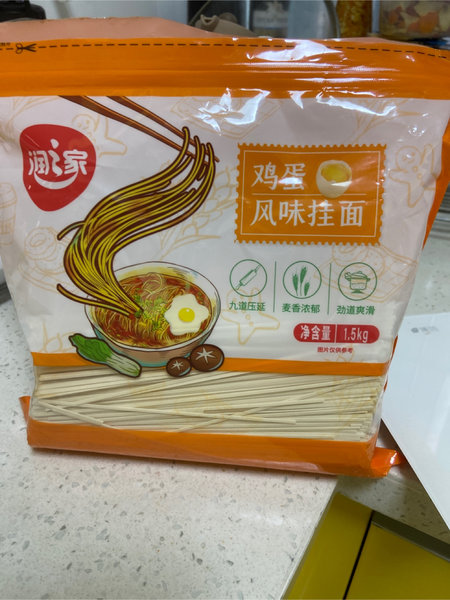 润之家
鸡蛋
风味挂面
九道压延
麦香浓郁
劲道爽滑
净含量 1.5kg
图片仅供参考